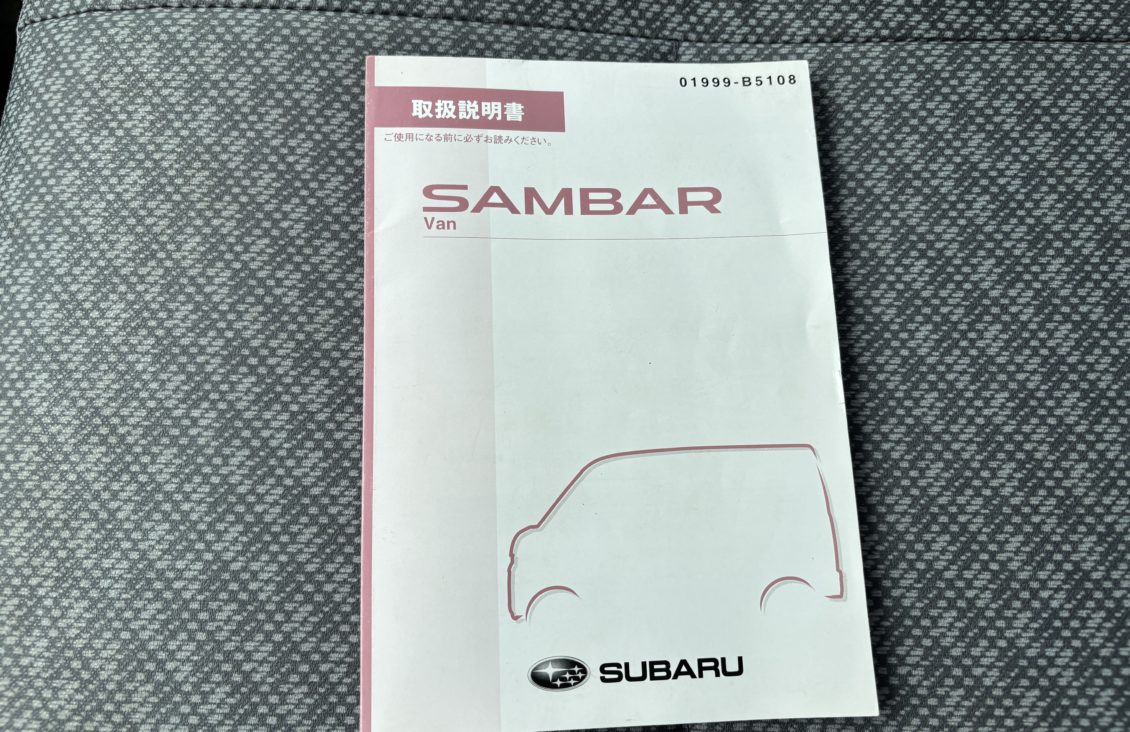 01999-B5108
取扱説明書
ご使用になる前に必ずお読みください。
SAMBAR
Van
SUBARU